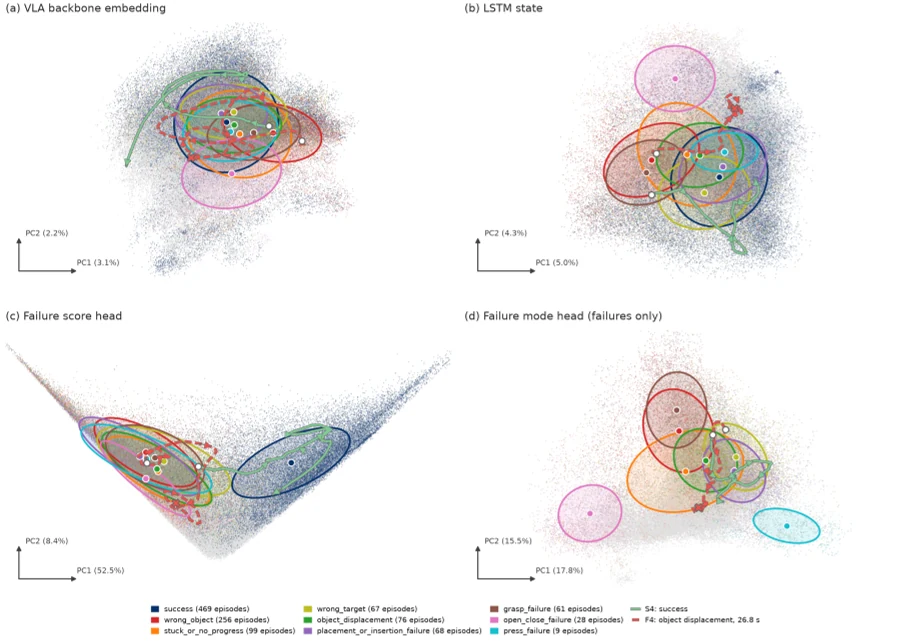 (a) VLA backbone embedding
(b) LSTM state
PC2 (2.2%)
PC1 (3.1%)
PC2 (4.3%)
PC1 (5.0%)
(c) Failure score head
(d) Failure mode head (failures only)
PC2 (8.4%)
PC1 (52.5%)
PC2 (15.5%)
PC1 (17.8%)
success (469 episodes)
wrong_object (256 episodes)
stuck_or_no_progress (99 episodes)
wrong_target (67 episodes)
object_displacement (76 episodes)
placement_or_insertion_failure (68 episodes)
grasp_failure (61 episodes)
open_close_failure (28 episodes)
press_failure (9 episodes)
S4: success
F4: object displacement, 26.8 s